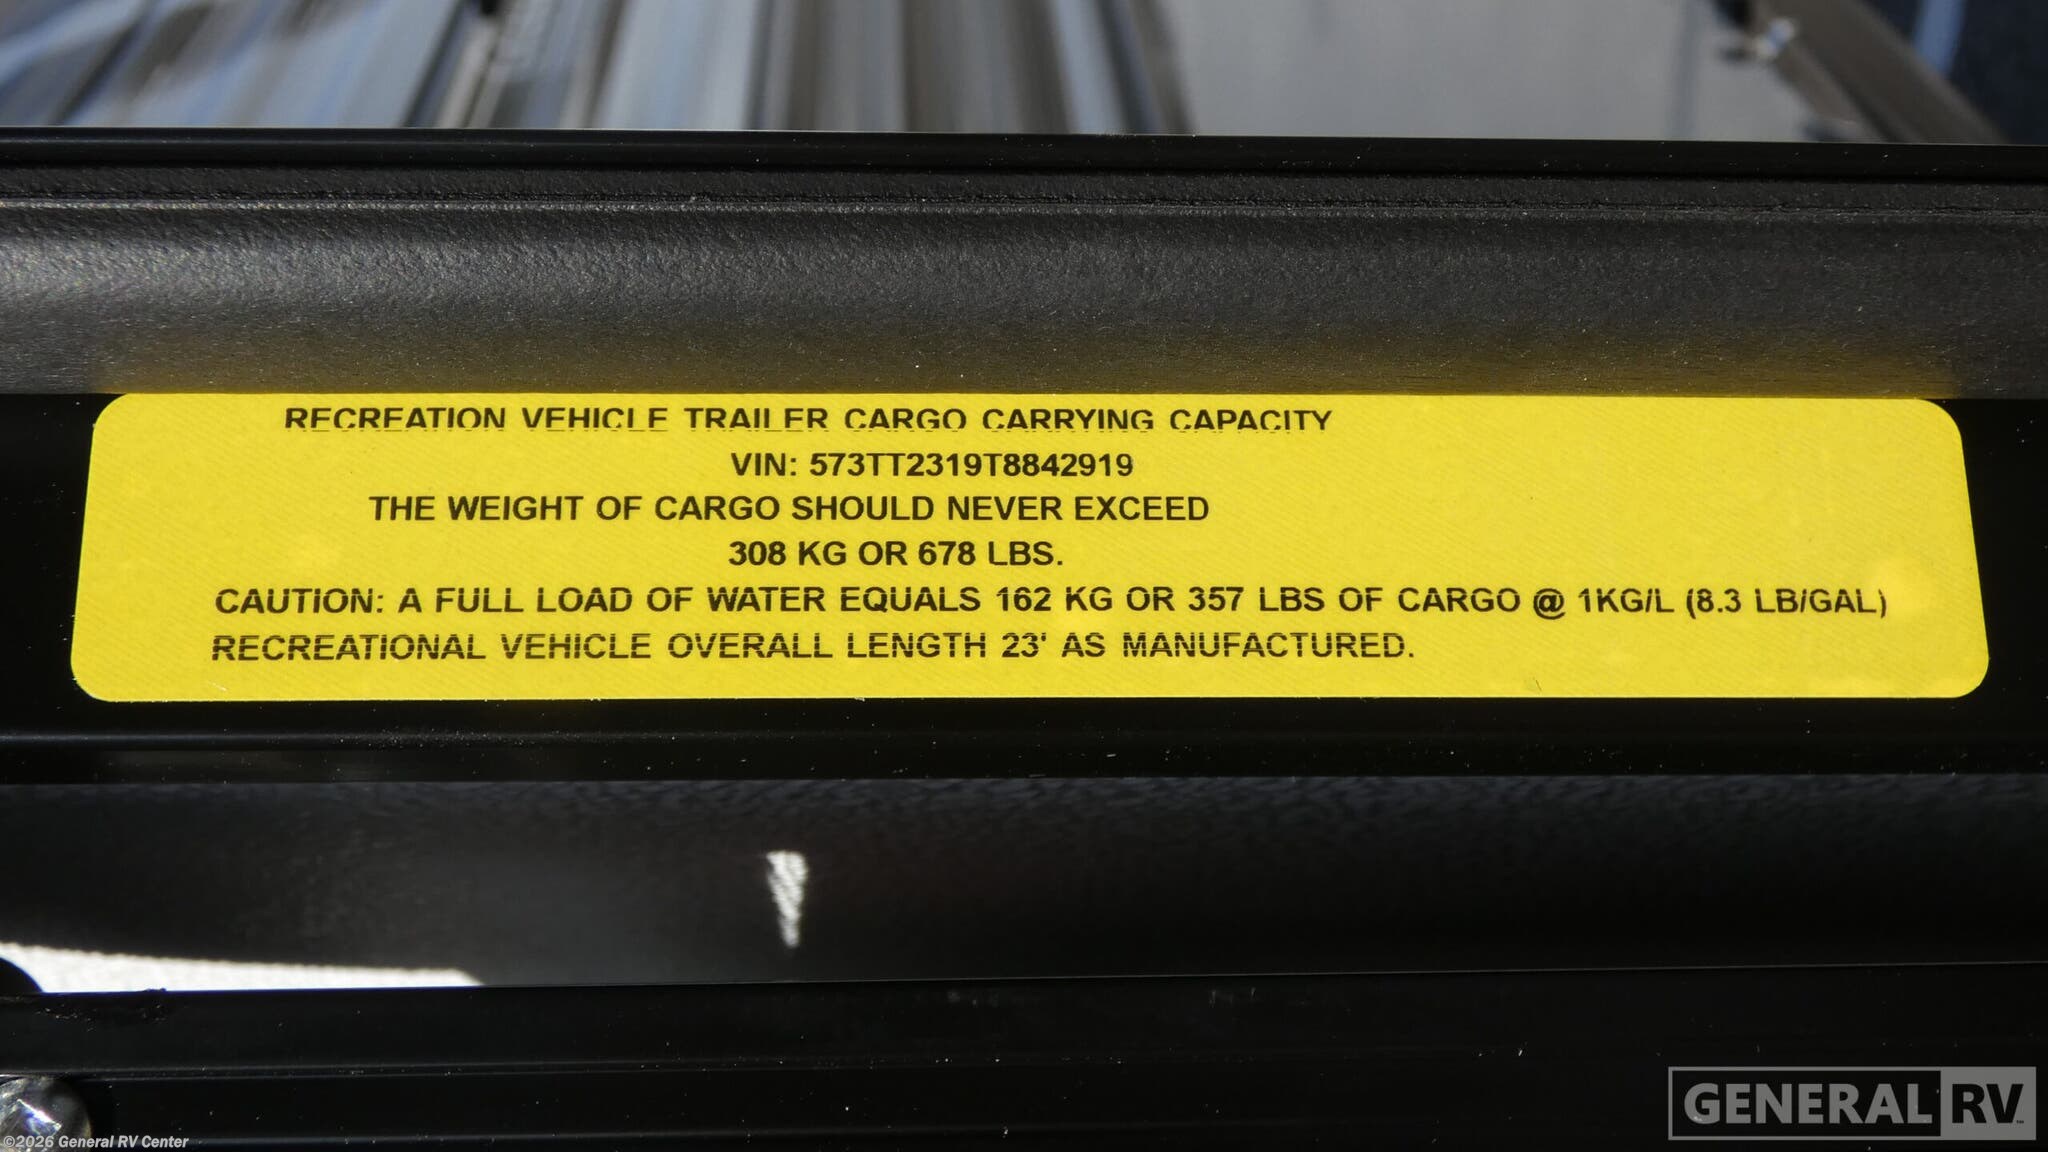 RECREATION VEHICLE TRAILER CARGO CARRYING CAPACITY
VIN: 573TT2319T8842919
THE WEIGHT OF CARGO SHOULD NEVER EXCEED
308 KG OR 678 LBS.
CAUTION: A FULL LOAD OF WATER EQUALS 162 KG OR 357 LBS OF CARGO @ 1KG/L (8.3 LB/GAL)
RECREATIONAL VEHICLE OVERALL LENGTH 23' AS MANUFACTURED.
GENERAL RV
©2026 General RV Center